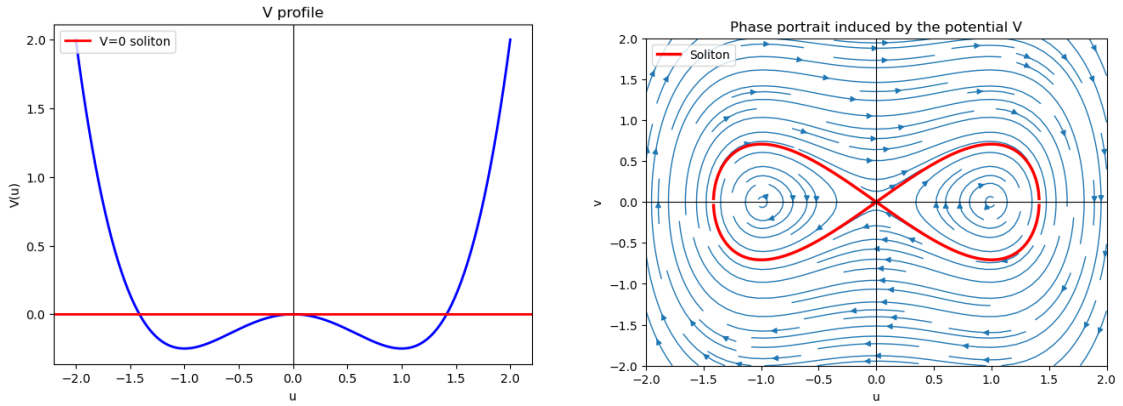 V profile
V=0 soliton
2.0
1.5
1.0
0.5
0.0
V(u)
−2.0 −1.5 −1.0 −0.5 0.0 0.5 1.0 1.5 2.0
u
Phase portrait induced by the potential V
Soliton
2.0
1.5
1.0
0.5
0.0
−0.5
−1.0
−1.5
−2.0
v
−2.0 −1.5 −1.0 −0.5 0.0 0.5 1.0 1.5 2.0
u